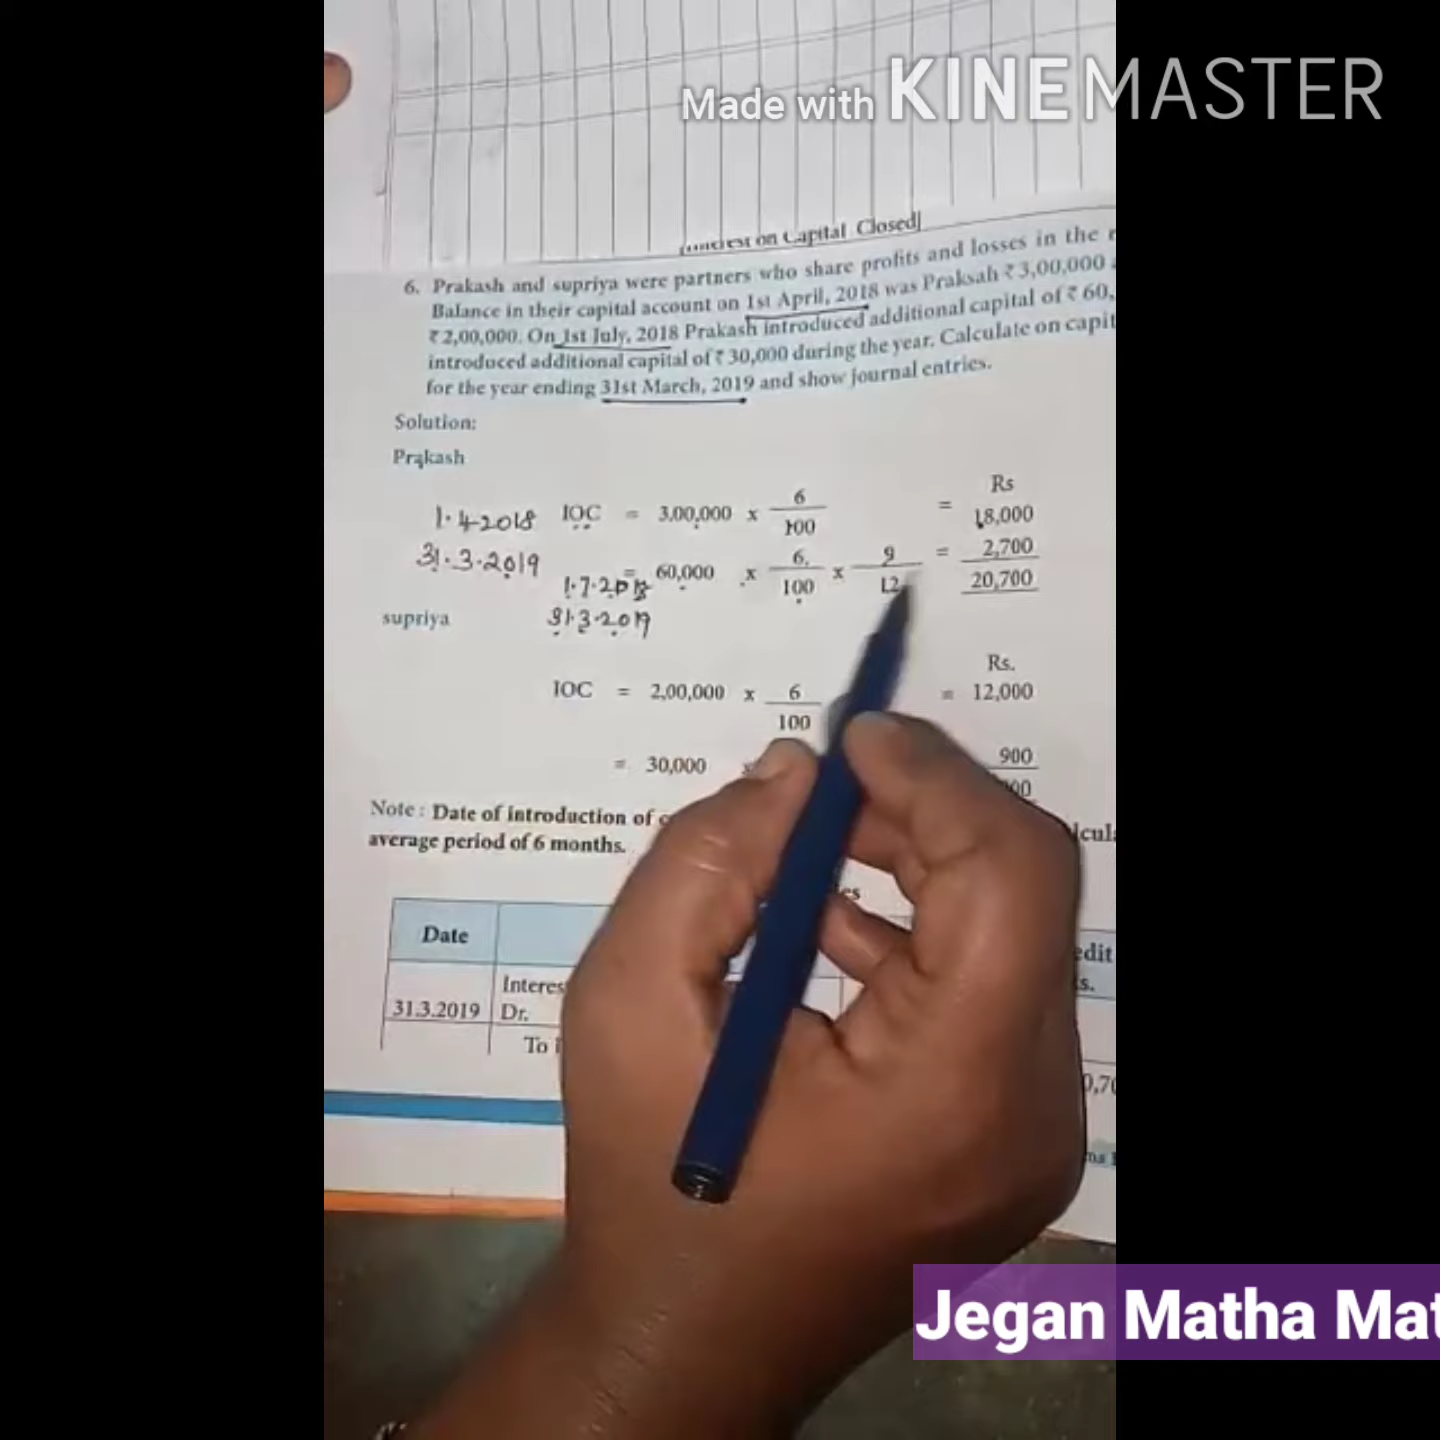 Made with KINEMASTER
on Capital Closed]
6. Prakash and supriya were partners who share profits and losses in the
Balance in their capital account on 1st April, 2018 was Praksah ₹ 3,00,000
₹ 2,00,000. On 1st July, 2018 Prakash introduced additional capital of ₹ 60,
introduced additional capital of ₹ 30,000 during the year. Calculate on capit
for the year ending 31st March, 2019 and show journal entries.
Solution:
Prakash
Rs
1.4.2018 IOC = 3,00,000 x 6/100 = 18,000
31.3.2019
= 60,000 x 6/100 x 9/12 = 2,700
1.7.2018 20,700
supriya 31.3.2019
Rs.
IOC = 2,00,000 x 6/100 = 12,000
= 30,000 x 900
Note : Date of introduction of
average period of 6 months.
Date
31.3.2019 Interes
Dr.
To
Jegan Matha Mat